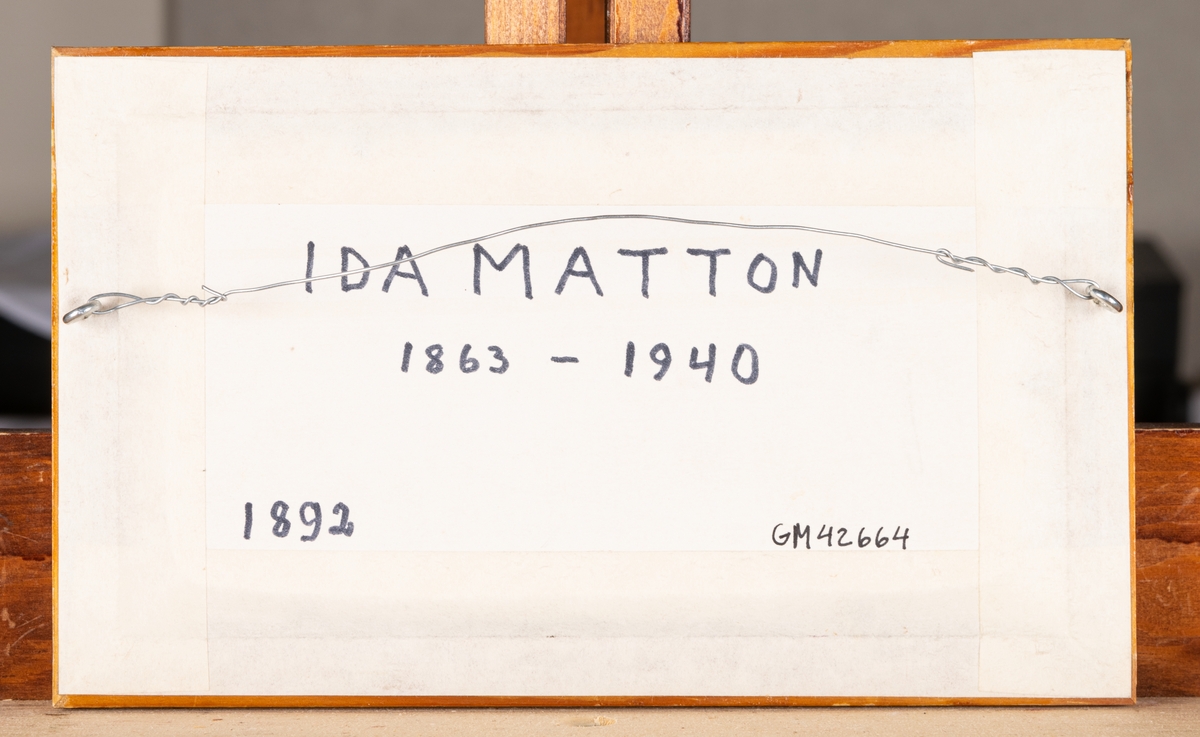 IDA MATTON
1863 - 1940
1892
GM42664